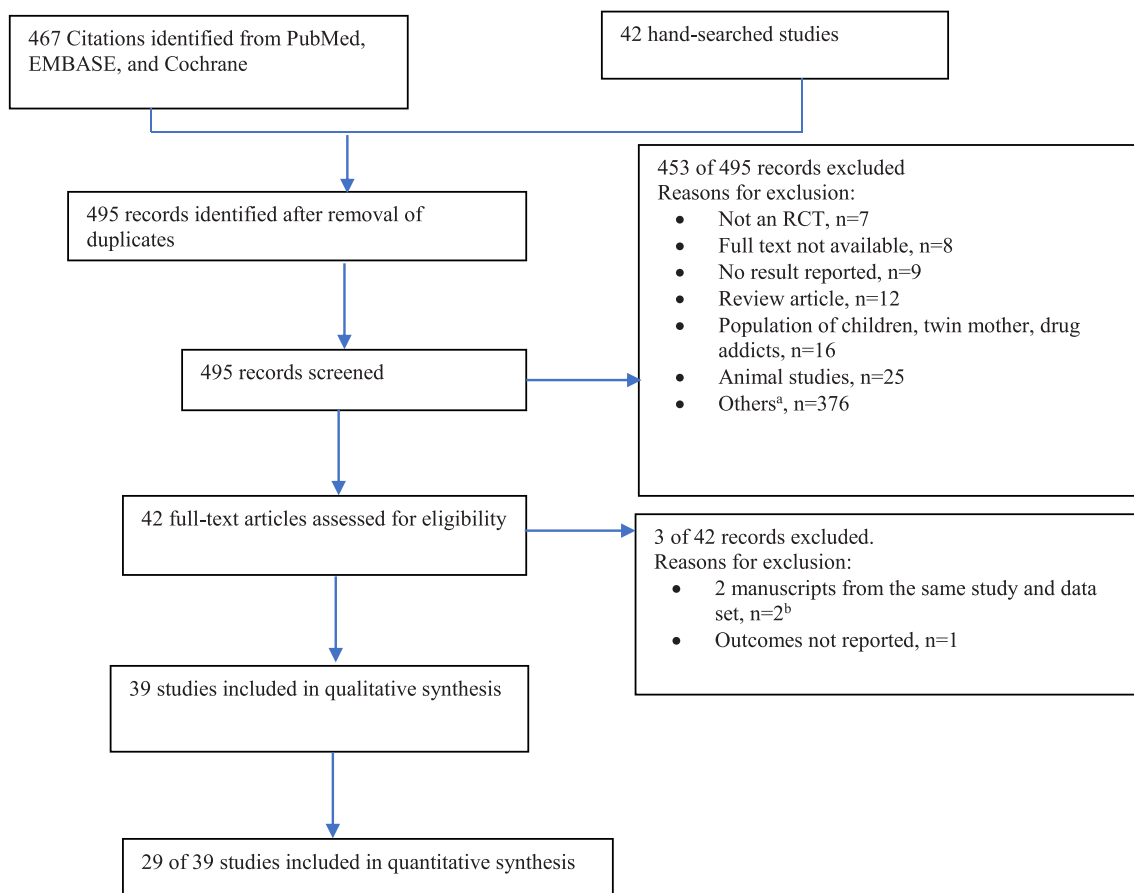 467 Citations identified from PubMed,
EMBASE, and Cochrane
42 hand-searched studies
495 records identified after removal of
duplicates
453 of 495 records excluded
Reasons for exclusion:
• Not an RCT, n=7
• Full text not available, n=8
• No result reported, n=9
• Review article, n=12
• Population of children, twin mother, drug
addicts, n=16
• Animal studies, n=25
• Othersᵃ, n=376
495 records screened
42 full-text articles assessed for eligibility
3 of 42 records excluded.
Reasons for exclusion:
• 2 manuscripts from the same study and data
set, n=2ᵇ
• Outcomes not reported, n=1
39 studies included in qualitative synthesis
29 of 39 studies included in quantitative synthesis